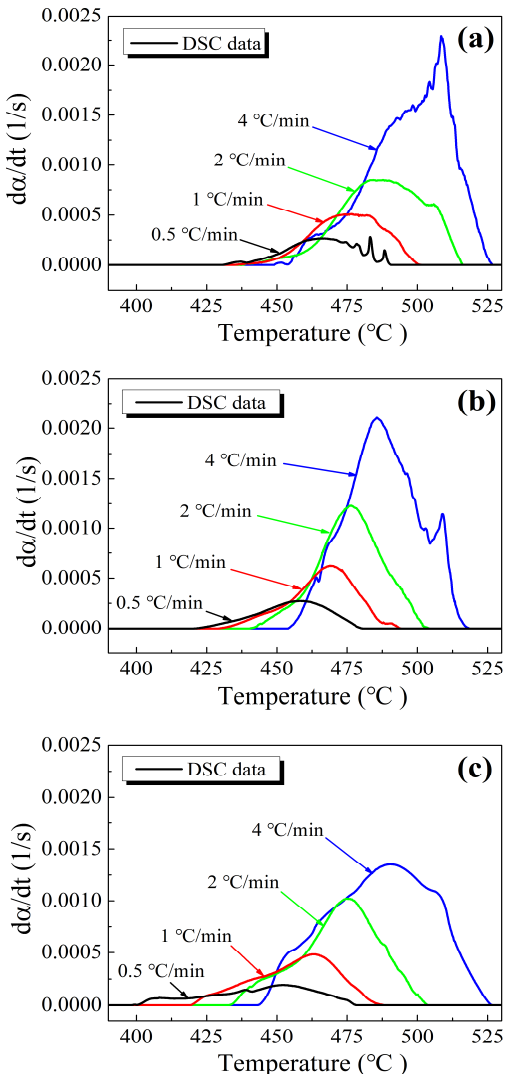 (a)
DSC data
4 ℃/min
2 ℃/min
1 ℃/min
0.5 ℃/min
dα/dt (1/s)
0.0025
0.0020
0.0015
0.0010
0.0005
0.0000
400 425 450 475 500 525
Temperature (℃)
(b)
DSC data
4 ℃/min
2 ℃/min
1 ℃/min
0.5 ℃/min
dα/dt (1/s)
0.0025
0.0020
0.0015
0.0010
0.0005
0.0000
400 425 450 475 500 525
Temperature (℃)
(c)
DSC data
4 ℃/min
2 ℃/min
1 ℃/min
0.5 ℃/min
dα/dt (1/s)
0.0025
0.0020
0.0015
0.0010
0.0005
0.0000
400 425 450 475 500 525
Temperature (℃)